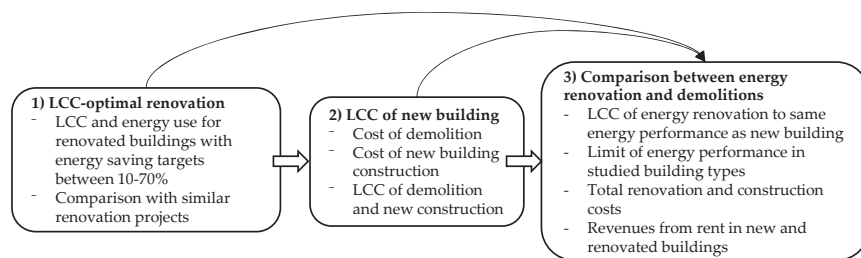 1) LCC-optimal renovation
- LCC and energy use for
renovated buildings with
energy saving targets
between 10-70%
- Comparison with similar
renovation projects
2) LCC of new building
- Cost of demolition
- Cost of new building
construction
- LCC of demolition
and new construction
3) Comparison between energy
renovation and demolitions
- LCC of energy renovation to same
energy performance as new building
- Limit of energy performance in
studied building types
- Total renovation and construction
costs
- Revenues from rent in new and
renovated buildings